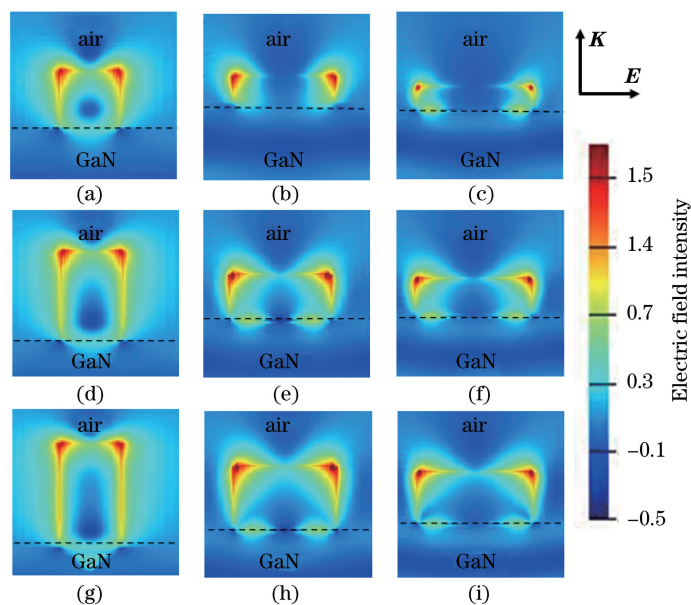 air
air
air
K
E
GaN
GaN
GaN
(a)
(b)
(c)
air
air
air
GaN
GaN
GaN
(d)
(e)
(f)
air
air
air
GaN
GaN
GaN
(g)
(h)
(i)
1.5
1.4
0.7
0.3
−0.1
−0.5
Electric field intensity